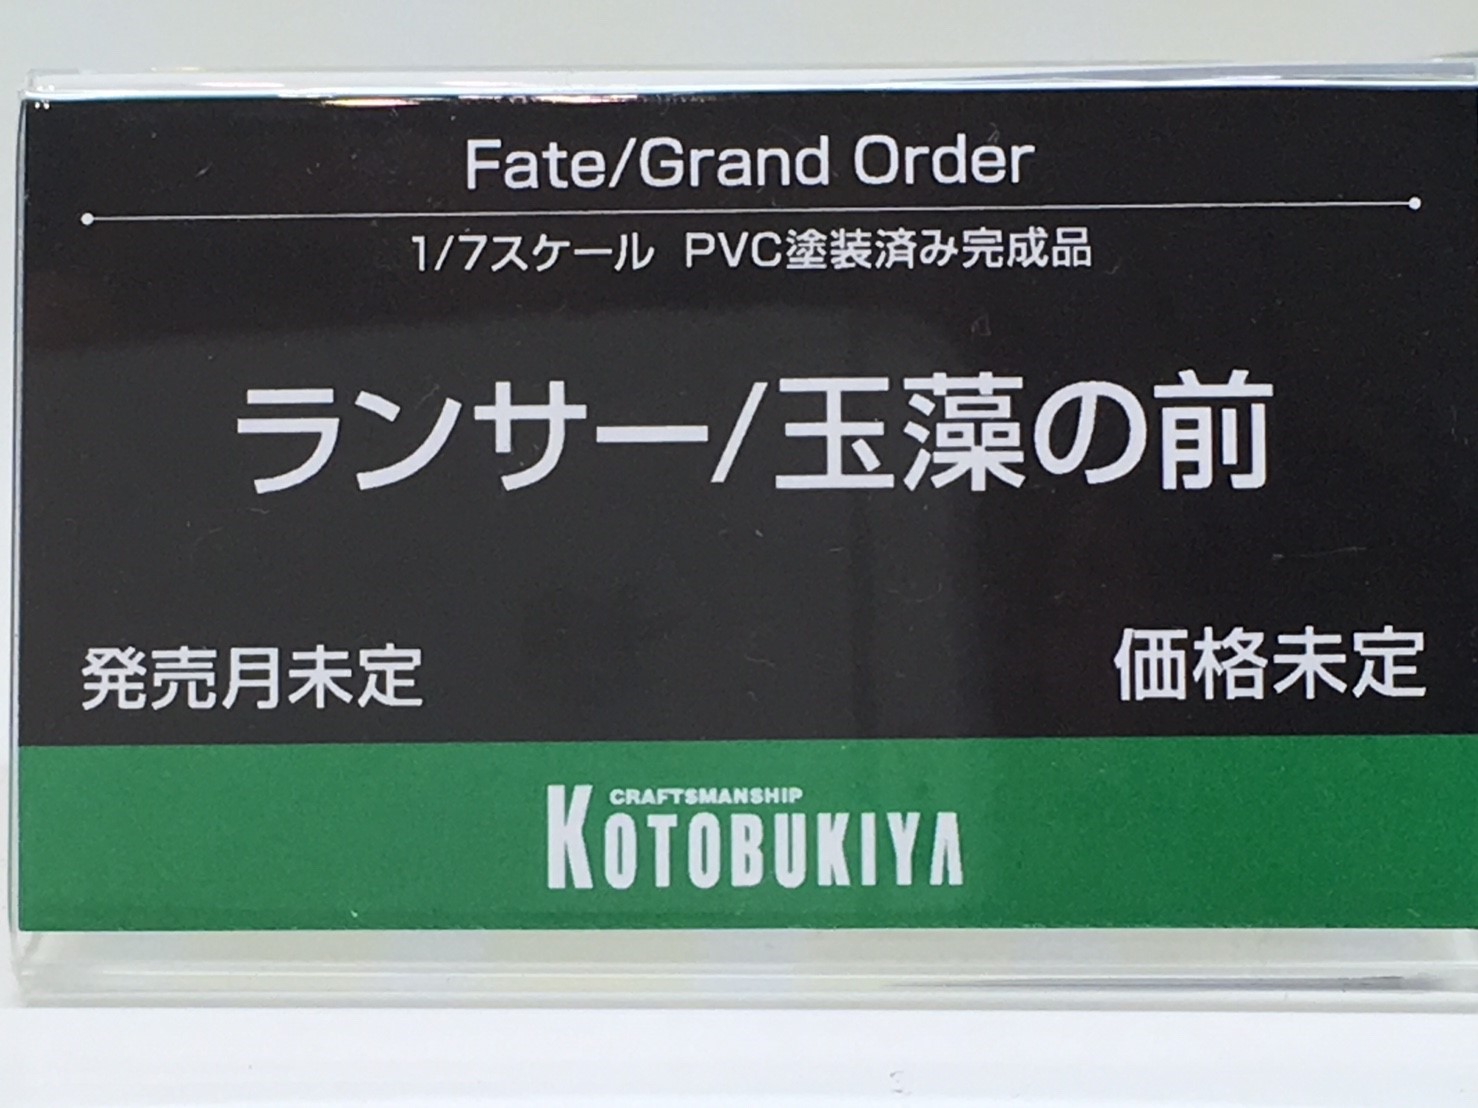 Fate/Grand Order
1/7スケール PVC塗装済み完成品
ランサー/玉藻の前
発売月未定
価格未定
CRAFTSMANSHIP
KOTOBUKIYA